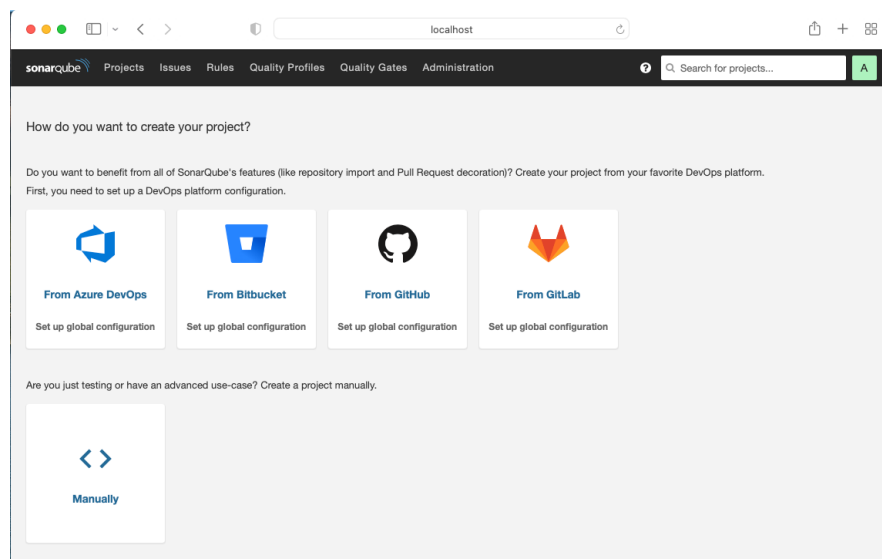 localhost
sonarqube Projects Issues Rules Quality Profiles Quality Gates Administration ? Search for projects... A
How do you want to create your project?
Do you want to benefit from all of SonarQube's features (like repository import and Pull Request decoration)? Create your project from your favorite DevOps platform.
First, you need to set up a DevOps platform configuration.
From Azure DevOps From Bitbucket From GitHub From GitLab
Set up global configuration Set up global configuration Set up global configuration Set up global configuration
Are you just testing or have an advanced use-case? Create a project manually.
Manually